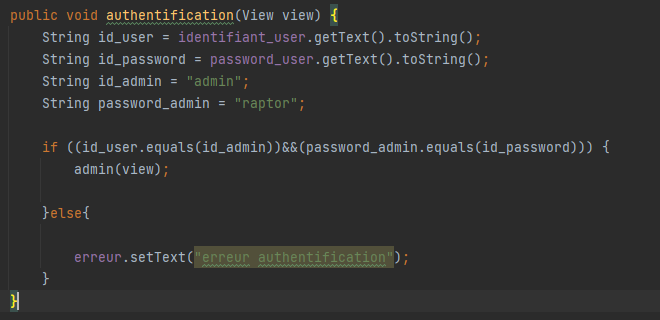 public void authentification(View view) {
String id_user = identifiant_user.getText().toString();
String id_password = password_user.getText().toString();
String id_admin = "admin";
String password_admin = "raptor";
if ((id_user.equals(id_admin))&&(password_admin.equals(id_password))) {
admin(view);
}else{
erreur.setText("erreur authentification");
}
}